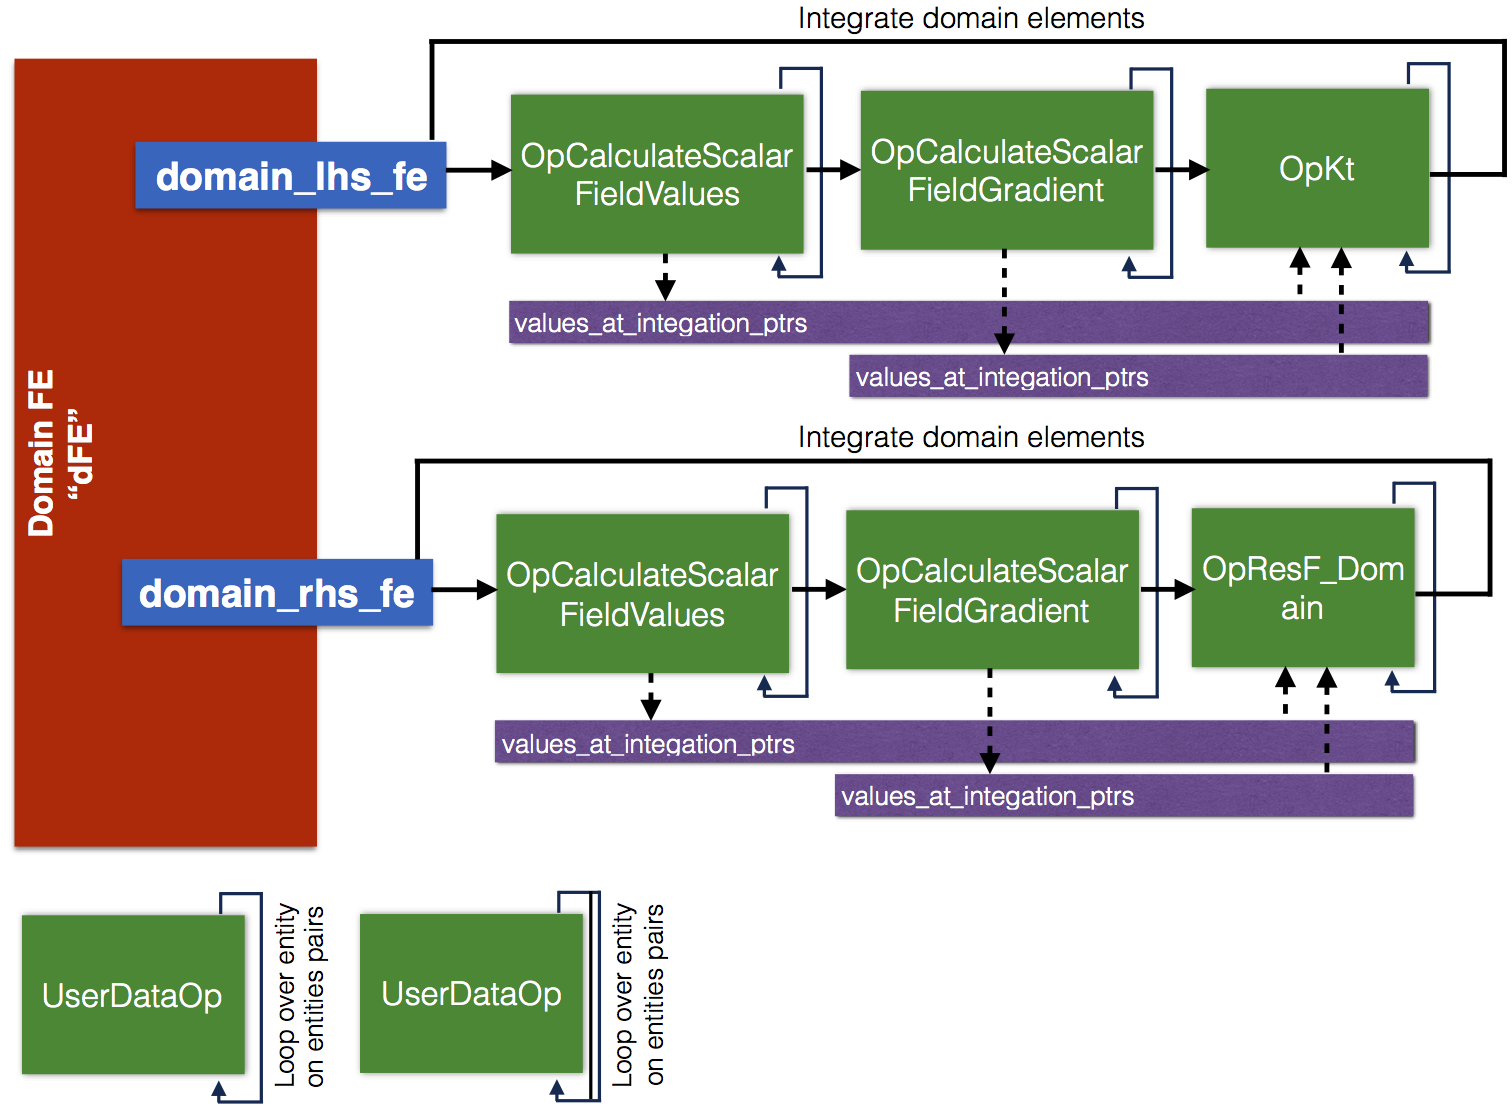 Integrate domain elements
domain_lhs_fe
OpCalculateScalar
FieldValues
OpCalculateScalar
FieldGradient
OpKt
values_at_integation_ptrs
values_at_integation_ptrs
Domain FE
“dFE”
Integrate domain elements
domain_rhs_fe
OpCalculateScalar
FieldValues
OpCalculateScalar
FieldGradient
OpResF_Dom
ain
values_at_integation_ptrs
values_at_integation_ptrs
UserDataOp
Loop over entity
on entities pairs
UserDataOp
Loop over entity
on entities pairs